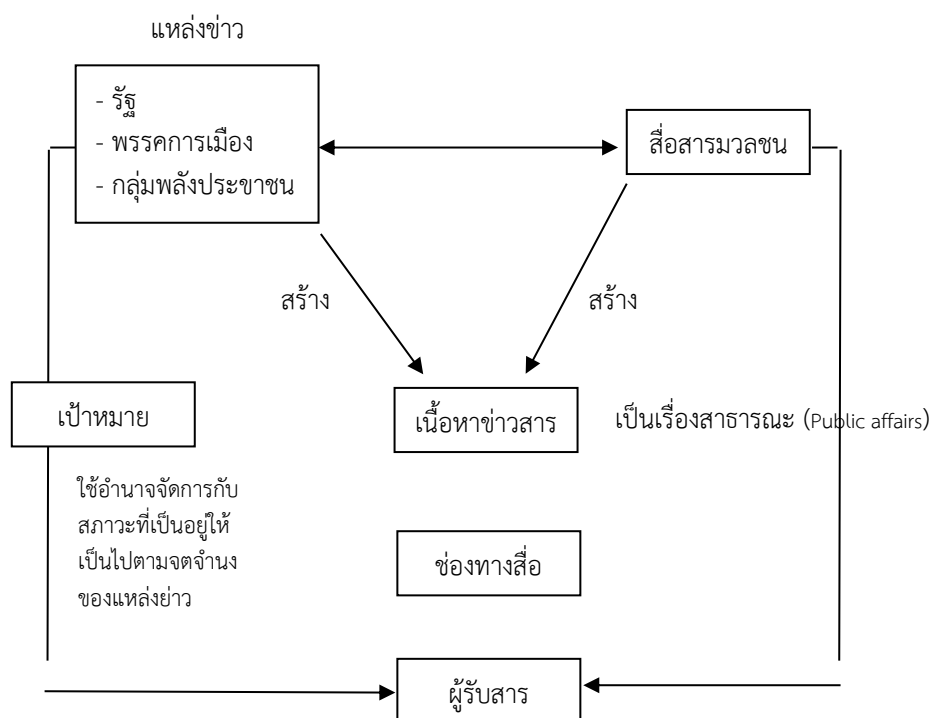 แหล่งข่าว
- รัฐ
- พรรคการเมือง
- กลุ่มพลังประขาชน
สื่อสารมวลชน
สร้าง
สร้าง
เป้าหมาย
เนื้อหาข่าวสาร
เป็นเรื่องสาธารณะ (Public affairs)
ใช้อำนาจจัดการกับ
สภาวะที่เป็นอยู่ให้
เป็นไปตามจตจำนง
ของแหล่งย่าว
ช่องทางสื่อ
ผู้รับสาร